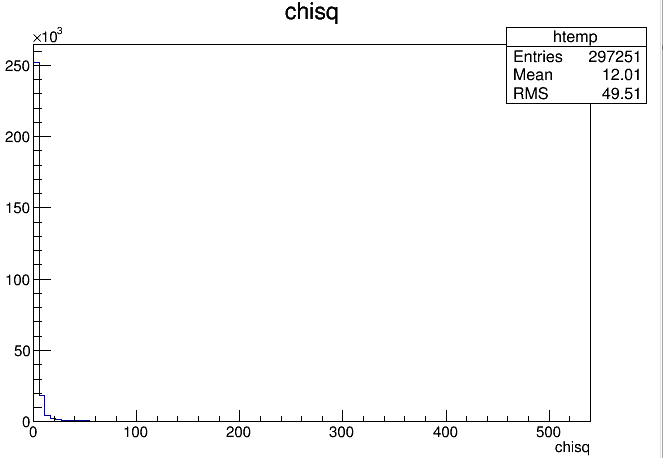 chisq
×10³
htemp
Entries 297251
Mean 12.01
RMS 49.51
250
200
150
100
50
0
0 100 200 300 400 500
chisq